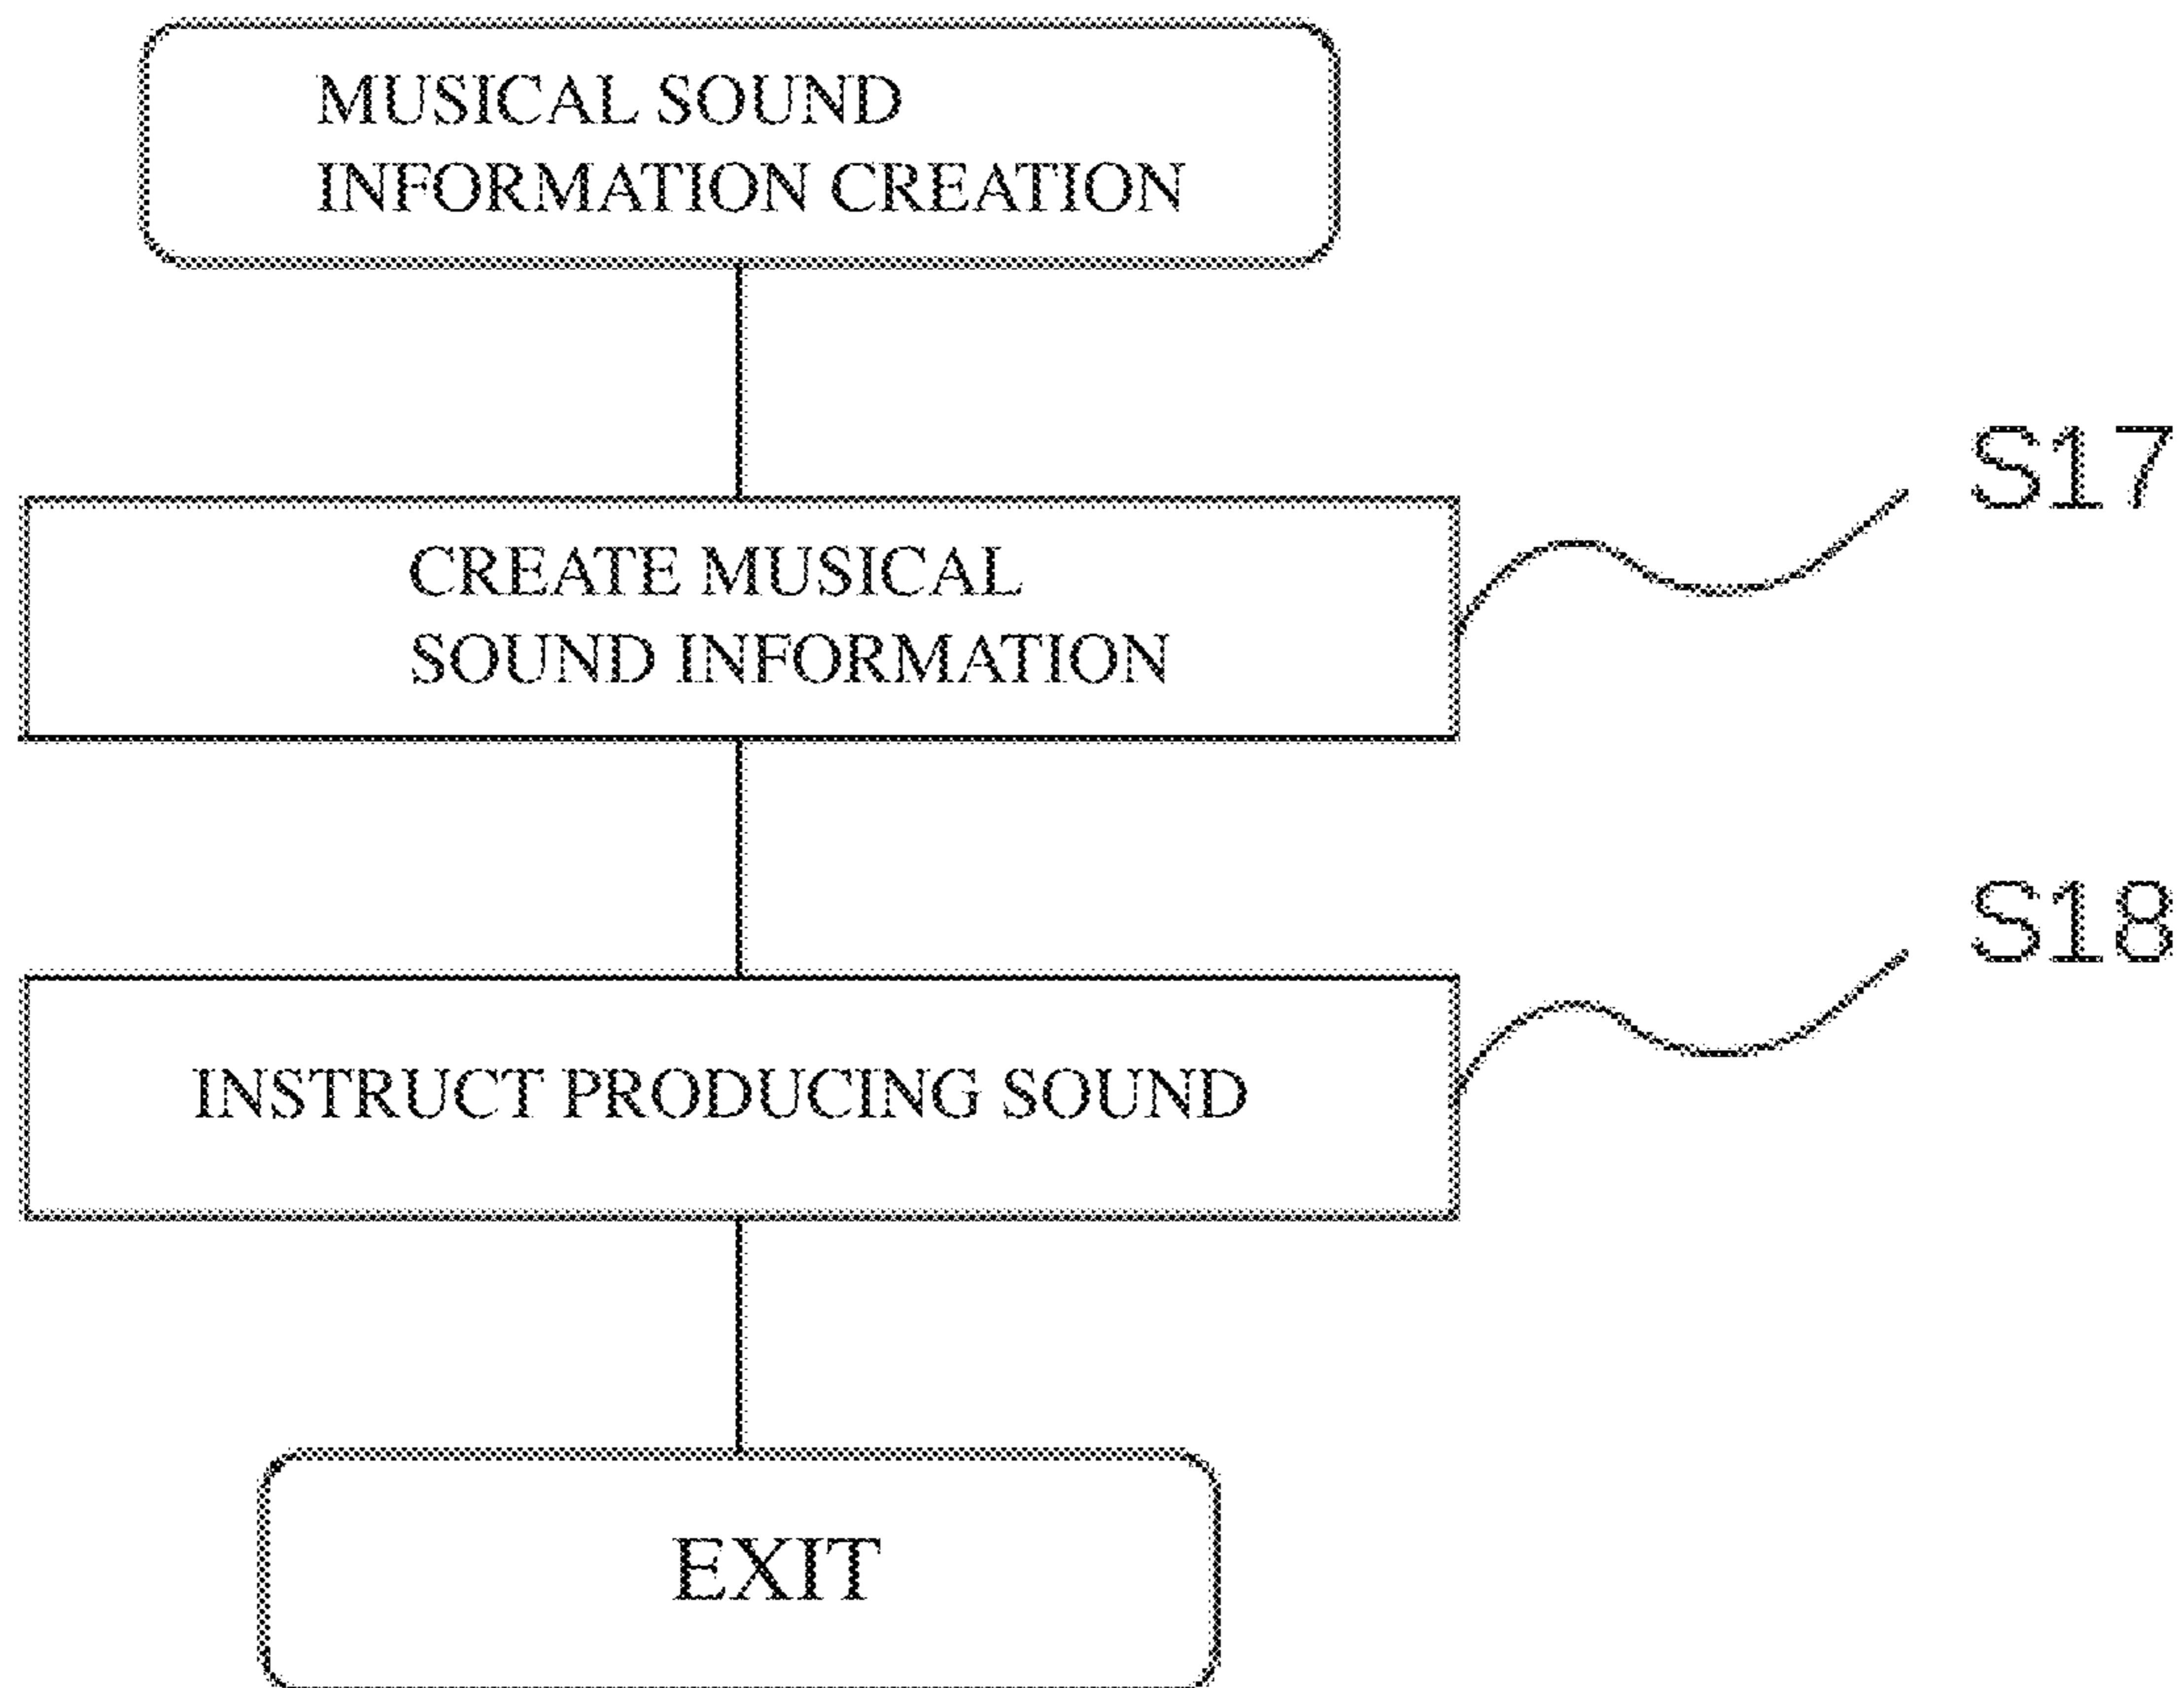 MUSICAL SOUND
INFORMATION CREATION
S17
CREATE MUSICAL
SOUND INFORMATION
S18
INSTRUCT PRODUCING SOUND
EXIT